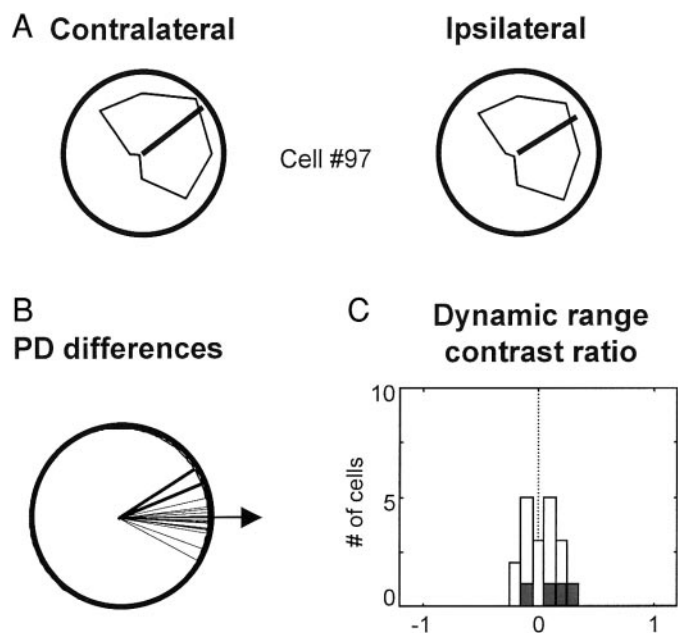 A
Contralateral
Ipsilateral
Cell #97
B
PD differences
C
Dynamic range
contrast ratio
# of cells
10
5
0
-1
0
1